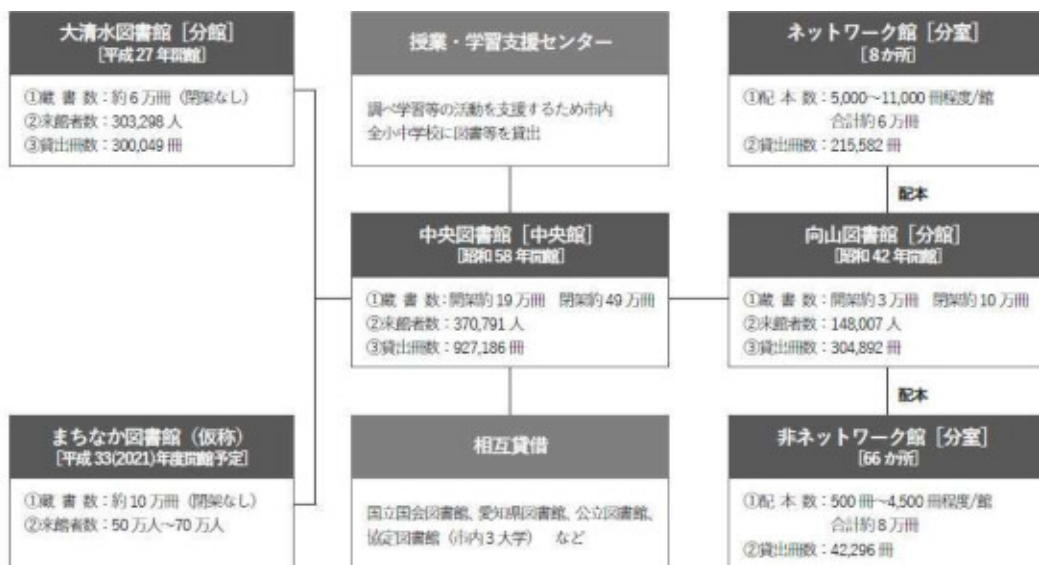 大清水図書館［分館］
［平成27年開館］
①蔵 書 数：約6万冊（閉架なし）
②来館者数：303,298人
③貸出冊数：300,049冊
授業・学習支援センター
調べ学習等の活動を支援するため市内
全小中学校に図書等を貸出
ネットワーク館［分室］
［8か所］
①配 本 数：5,000～11,000冊程度/館
合計約6万冊
②貸出冊数：215,582冊
配本
中央図書館［中央館］
［昭和58年開館］
①蔵 書 数：開架約19万冊　閉架約49万冊
②来館者数：370,791人
③貸出冊数：927,186冊
向山図書館［分館］
［昭和42年開館］
①蔵 書 数：開架約3万冊　閉架約10万冊
②来館者数：148,007人
③貸出冊数：304,892冊
配本
まちなか図書館（仮称）
［平成33(2021)年度開館予定］
①蔵 書 数：約10万冊（閉架なし）
②来館者数：50万人～70万人
相互貸借
国立国会図書館、愛知県図書館、公立図書館、
協定図書館（市内3大学）　など
非ネットワーク館［分室］
［66か所］
①配 本 数：500冊～4,500冊程度/館
合計約8万冊
②貸出冊数：42,296冊